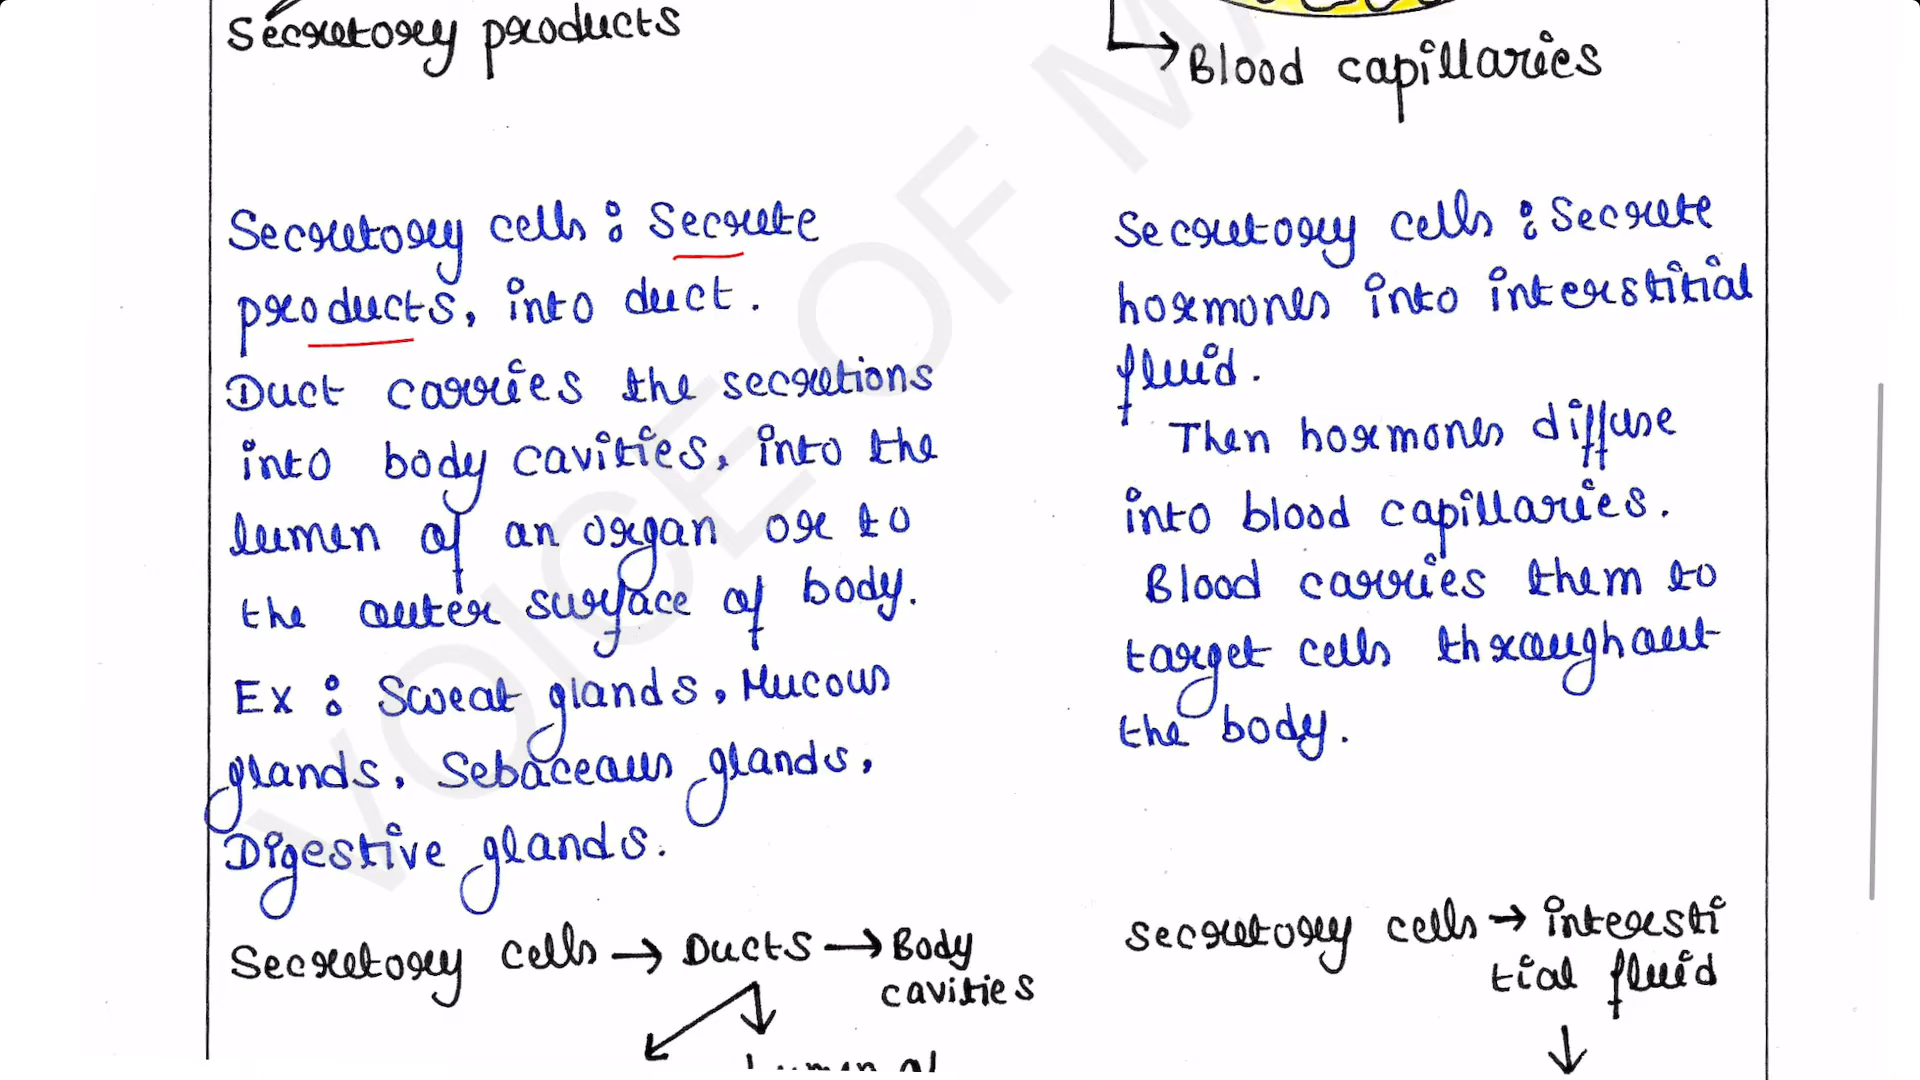 Secretory products
Secretory cells : Secrete
products, into duct.
Duct carries the secretions
into body cavities, into the
lumen of an organ or to
the outer surface of body.
Ex : Sweat glands, Mucous
glands, Sebaceous glands,
Digestive glands.
Secretory cells → Ducts → Body
cavities
Blood capillaries
Secretory cells : Secrete
hormones into interstitial
fluid.
Then hormones diffuse
into blood capillaries.
Blood carries them to
target cells throughout
the body.
secretory cells → intersti
tial fluid
VOICE OF MA